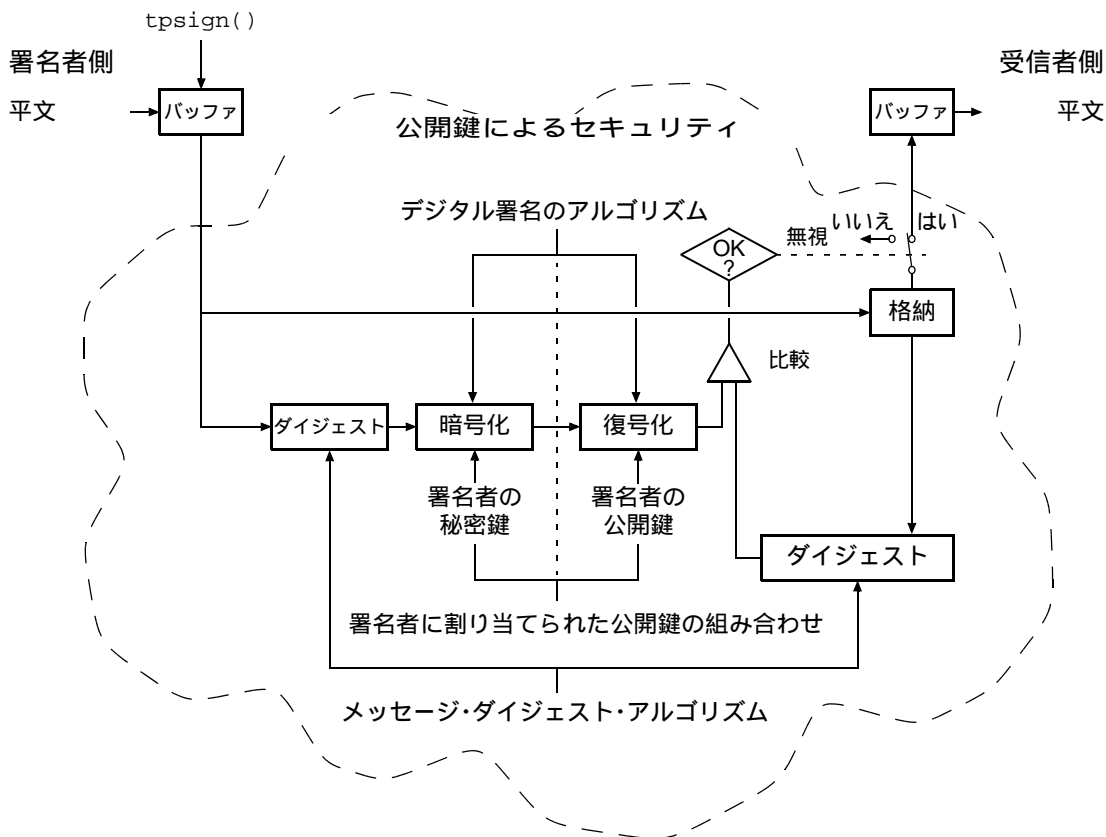 tpsign()
署名者側
受信者側
平文
バッファ
バッファ
平文
公開鍵によるセキュリティ
デジタル署名のアルゴリズム
いいえ
はい
無視
OK
?
格納
比較
ダイジェスト
暗号化
復号化
署名者の
秘密鍵
署名者の
公開鍵
ダイジェスト
署名者に割り当てられた公開鍵の組み合わせ
メッセージ・ダイジェスト・アルゴリズム